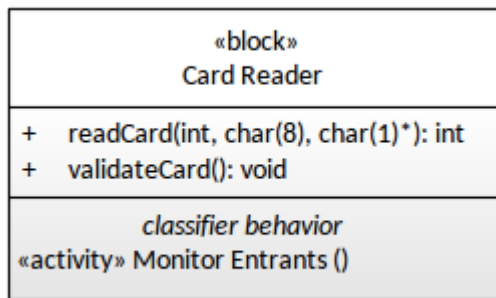 «block»
Card Reader
+ readCard(int, char(8), char(1)*): int
+ validateCard(): void
classifier behavior
«activity» Monitor Entrants ()